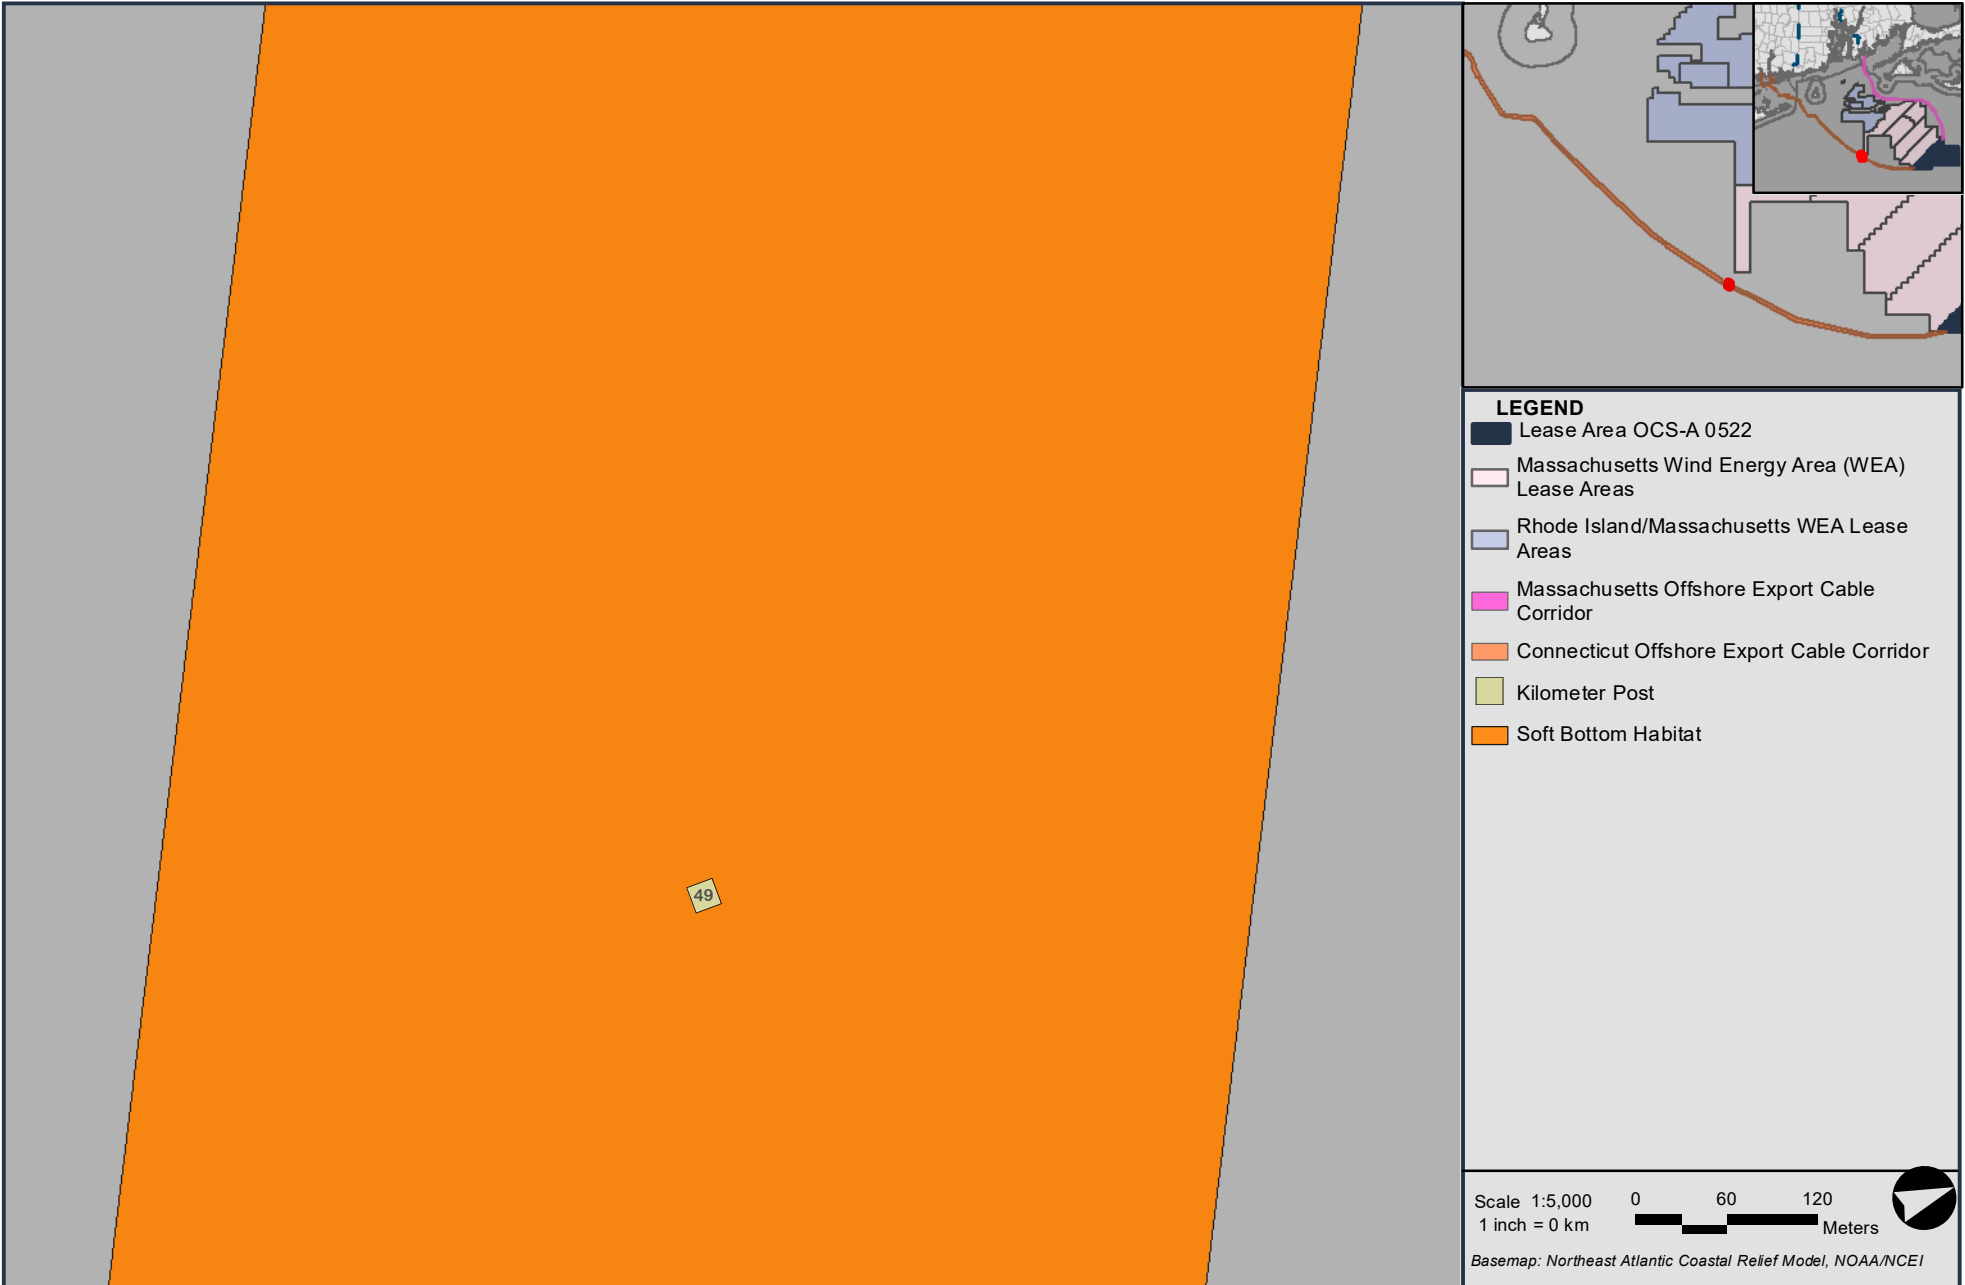 49
LEGEND
Lease Area OCS-A 0522
Massachusetts Wind Energy Area (WEA)
Lease Areas
Rhode Island/Massachusetts WEA Lease
Areas
Massachusetts Offshore Export Cable
Corridor
Connecticut Offshore Export Cable Corridor
Kilometer Post
Soft Bottom Habitat
Scale 1:5,000
1 inch = 0 km
0 60 120
Meters
Basemap: Northeast Atlantic Coastal Relief Model, NOAA/NCEI